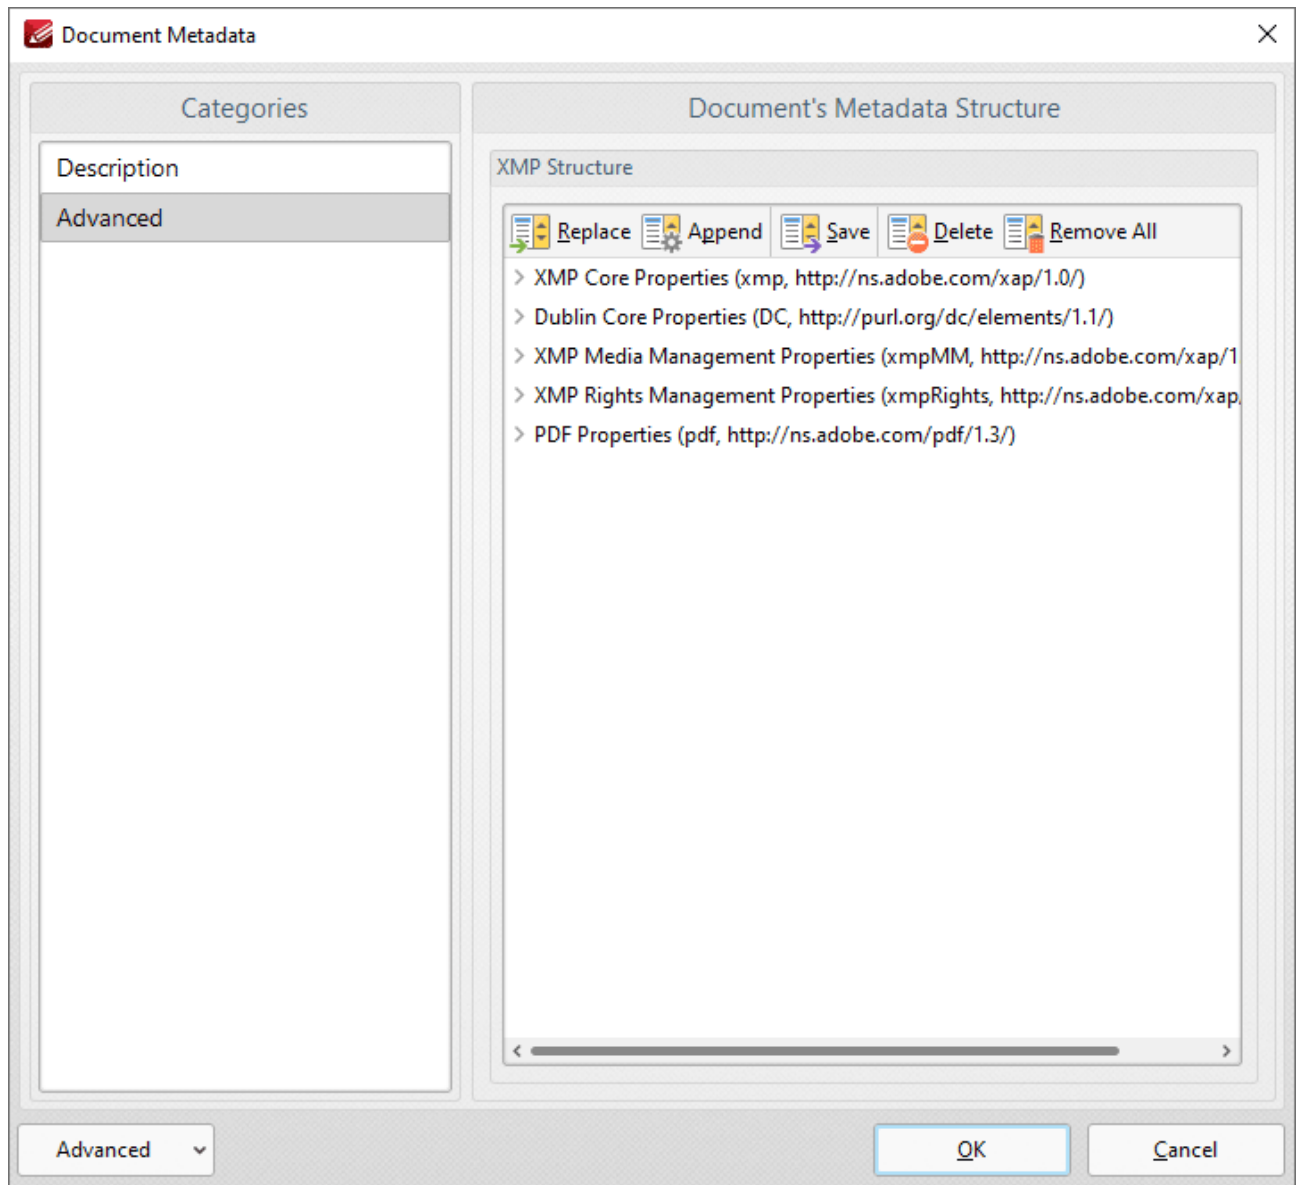 Document Metadata
Categories
Description
Advanced
Document's Metadata Structure
XMP Structure
Replace Append Save Delete Remove All
XMP Core Properties (xmp, http://ns.adobe.com/xap/1.0/)
Dublin Core Properties (DC, http://purl.org/dc/elements/1.1/)
XMP Media Management Properties (xmpMM, http://ns.adobe.com/xap/1
XMP Rights Management Properties (xmpRights, http://ns.adobe.com/xap/
PDF Properties (pdf, http://ns.adobe.com/pdf/1.3/)
Advanced OK Cancel